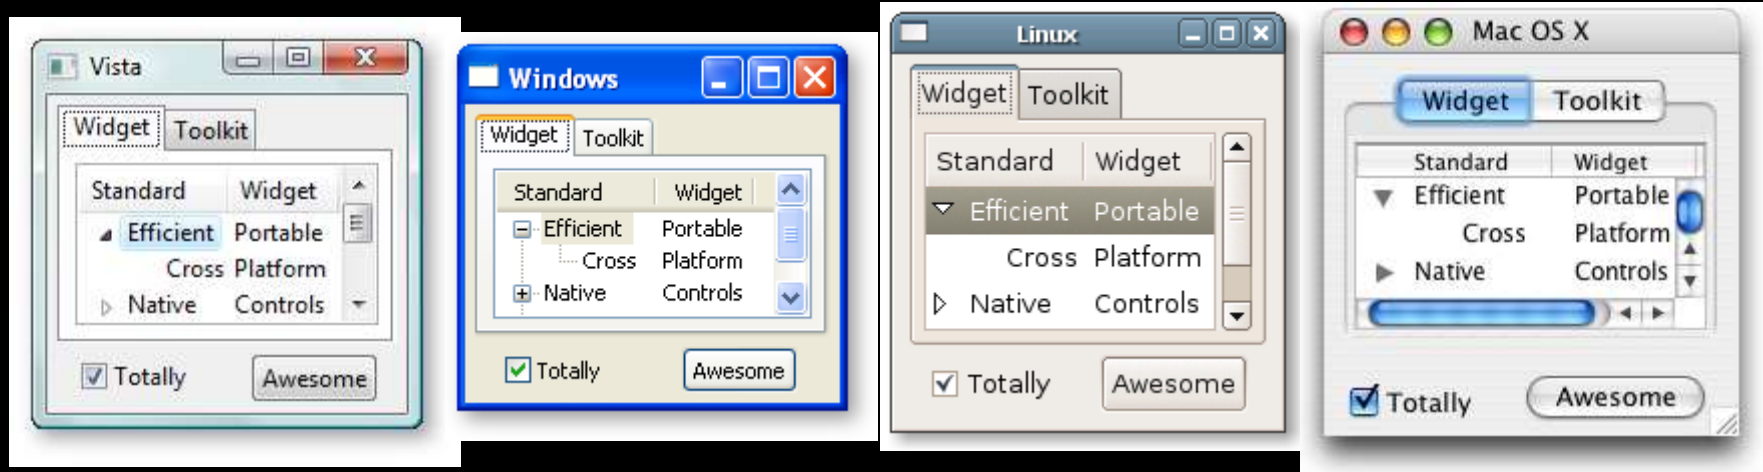 Vista
Widget Toolkit
Standard Widget
Efficient Portable
Cross Platform
Native Controls
Totally Awesome
Windows
Widget Toolkit
Standard Widget
Efficient Portable
Cross Platform
Native Controls
Totally Awesome
Linux
Widget Toolkit
Standard Widget
Efficient Portable
Cross Platform
Native Controls
Totally Awesome
Mac OS X
Widget Toolkit
Standard Widget
Efficient Portable
Cross Platform
Native Controls
Totally Awesome